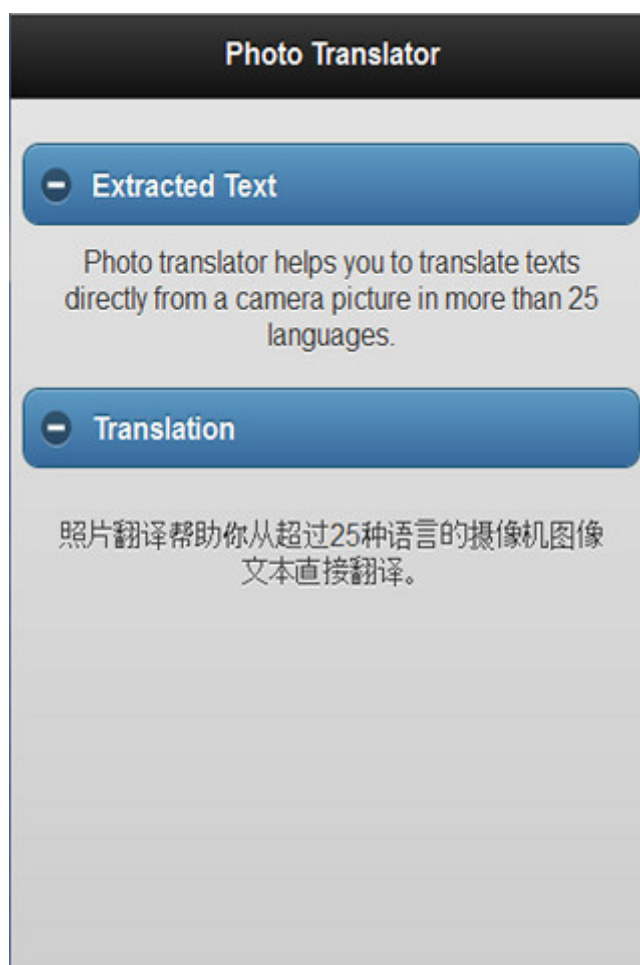 Photo Translator
Extracted Text
Photo translator helps you to translate texts
directly from a camera picture in more than 25
languages.
Translation
照片翻译帮助你从超过25种语言的摄像机图像
文本直接翻译。